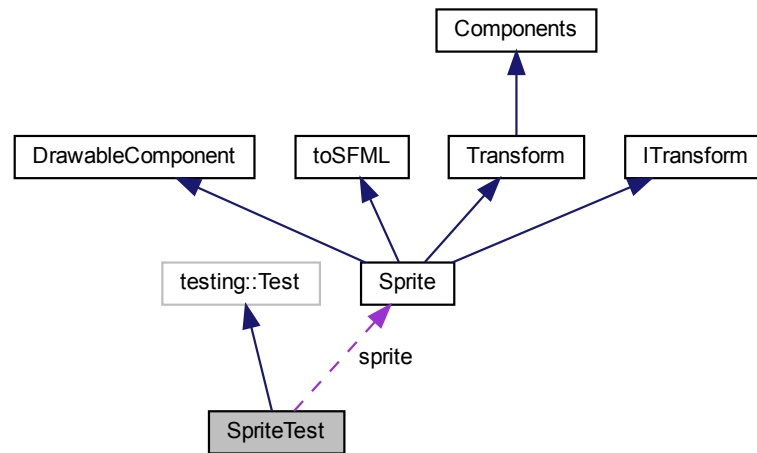 Components
DrawableComponent
toSFML
Transform
ITransform
testing::Test
Sprite
sprite
SpriteTest